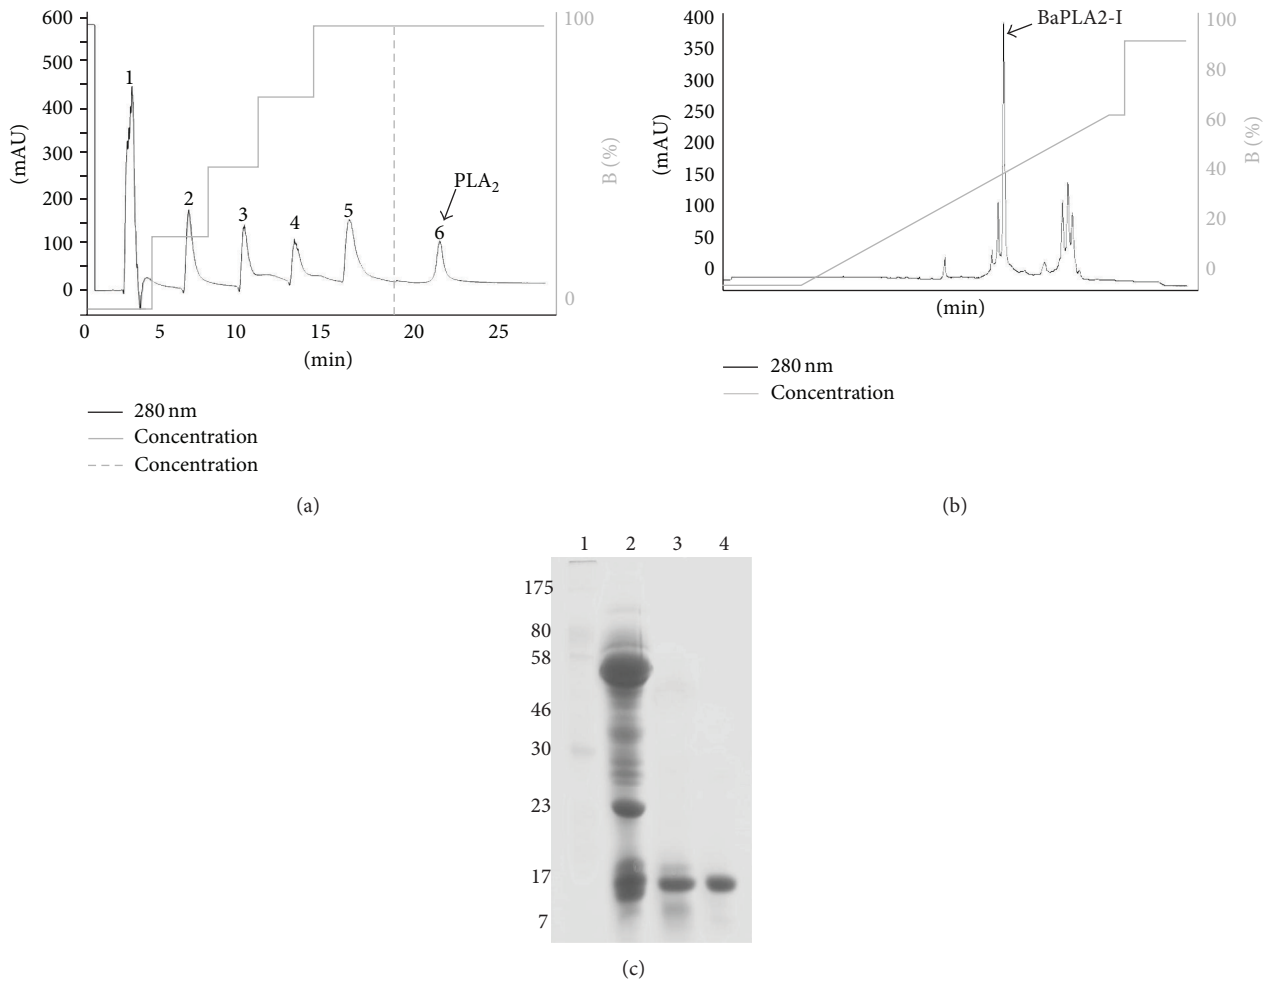 600
500
400
300
200
100
0
(mAU)
1
2
3
4
5
6
PLA2
100
0
B (%)
0 5 10 15 20 25
(min)
280 nm
Concentration
Concentration
(a)
400
350
300
250
200
150
100
50
0
(mAU)
BaPLA2-I
100
80
60
40
20
0
B (%)
(min)
280 nm
Concentration
(b)
1 2 3 4
175
80
58
46
30
23
17
7
(c)